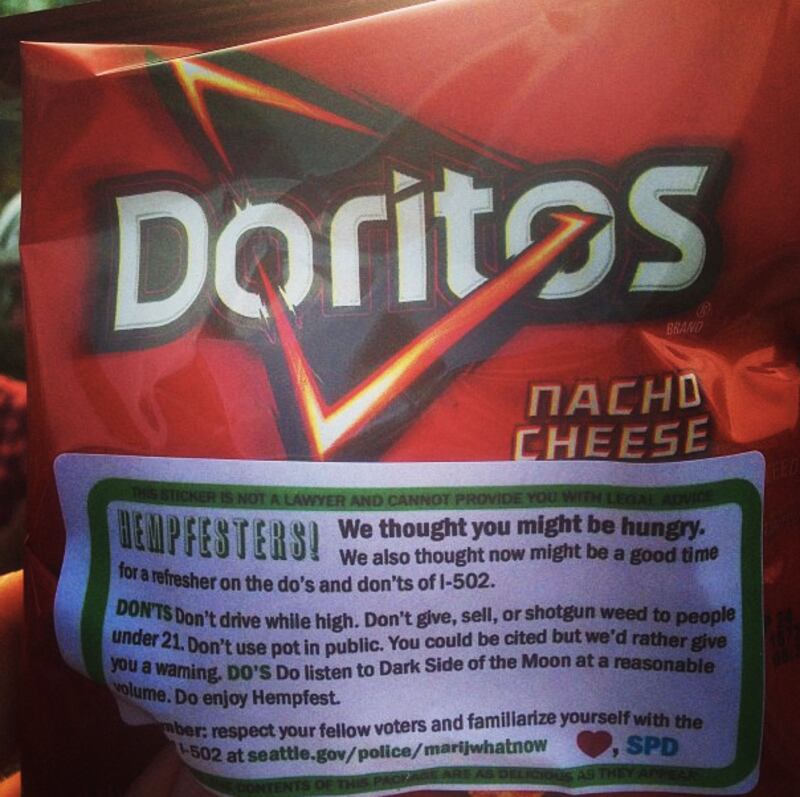 Doritos
®
BRAND
NACHO
CHEESE
THIS STICKER IS NOT A LAWYER AND CANNOT PROVIDE YOU WITH LEGAL ADVICE
HEMPFESTERS! We thought you might be hungry.
We also thought now might be a good time
for a refresher on the do's and don'ts of I-502.
DON'TS Don't drive while high. Don't give, sell, or shotgun weed to people
under 21. Don't use pot in public. You could be cited but we'd rather give
you a warning. DO'S Do listen to Dark Side of the Moon at a reasonable
volume. Do enjoy Hempfest.
mber: respect your fellow voters and familiarize yourself with the
I-502 at seattle.gov/police/marijwhatnow ♥, SPD
CONTENTS OF THIS PACKAGE ARE AS DELICIOUS AS THEY APPEAR